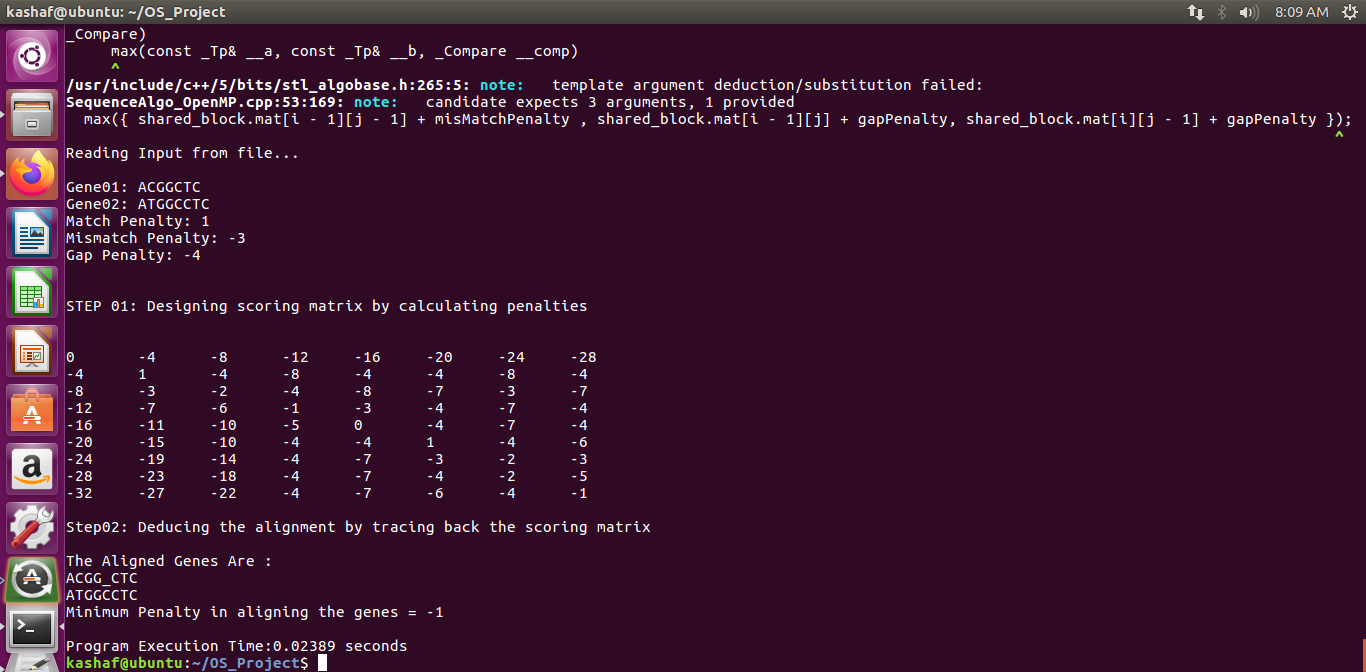 kashaf@ubuntu: ~/OS_Project
8:09 AM
_Compare)
max(const _Tp& __a, const _Tp& __b, _Compare __comp)
^
/usr/include/c++/5/bits/stl_algobase.h:265:5: note:   template argument deduction/substitution failed:
SequenceAlgo_OpenMP.cpp:53:169: note:   candidate expects 3 arguments, 1 provided
max({ shared_block.mat[i - 1][j - 1] + misMatchPenalty , shared_block.mat[i - 1][j] + gapPenalty, shared_block.mat[i][j - 1] + gapPenalty });
^
Reading Input from file...
Gene01: ACGGCTC
Gene02: ATGGCCTC
Match Penalty: 1
Mismatch Penalty: -3
Gap Penalty: -4
STEP 01: Designing scoring matrix by calculating penalties
0 -4 -8 -12 -16 -20 -24 -28
-4 1 -4 -8 -4 -4 -8 -4
-8 -3 -2 -4 -8 -7 -3 -7
-12 -7 -6 -1 -3 -4 -7 -4
-16 -11 -10 -5 0 -4 -7 -4
-20 -15 -10 -4 -4 1 -4 -6
-24 -19 -14 -4 -7 -3 -2 -3
-28 -23 -18 -4 -7 -4 -2 -5
-32 -27 -22 -4 -7 -6 -4 -1
Step02: Deducing the alignment by tracing back the scoring matrix
The Aligned Genes Are :
ACGG_CTC
ATGGCCTC
Minimum Penalty in aligning the genes = -1
Program Execution Time:0.02389 seconds
kashaf@ubuntu:~/OS_Project$